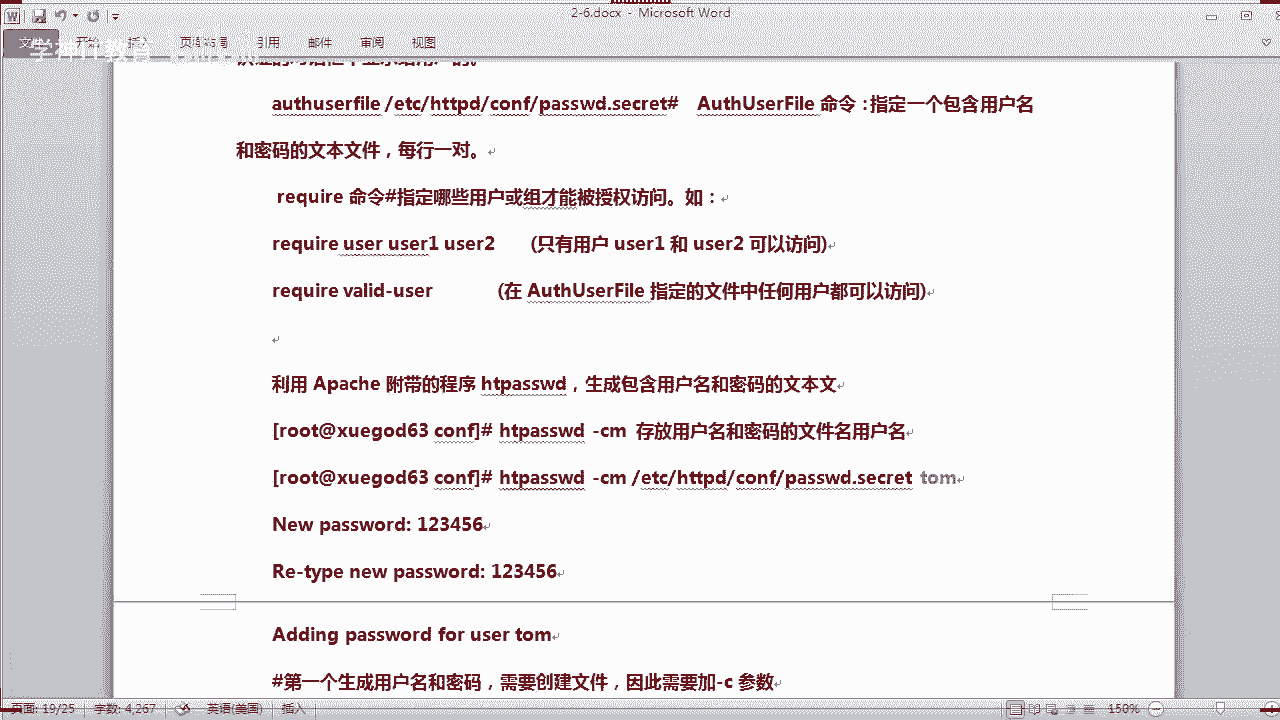 2-6.docx - Microsoft Word
文件 开始 插入 页面布局 引用 邮件 审阅 视图
学神IT教育
authuserfile /etc/httpd/conf/passwd.secret# AuthUserFile 命令：指定一个包含用户名
和密码的文本文件，每行一对。
require 命令#指定哪些用户或组才能被授权访问。如：
require user user1 user2 (只有用户 user1 和 user2 可以访问)
require valid-user (在 AuthUserFile 指定的文件中任何用户都可以访问)
利用 Apache 附带的程序 htpasswd，生成包含用户名和密码的文本文
[root@xuegod63 conf]# htpasswd -cm 存放用户名和密码的文件名用户名
[root@xuegod63 conf]# htpasswd -cm /etc/httpd/conf/passwd.secret tom
New password: 123456
Re-type new password: 123456
Adding password for user tom
#第一个生成用户名和密码，需要创建文件，因此需要加-c 参数
页面: 19/25 字数: 4,267 英语(美国) 插入 150%